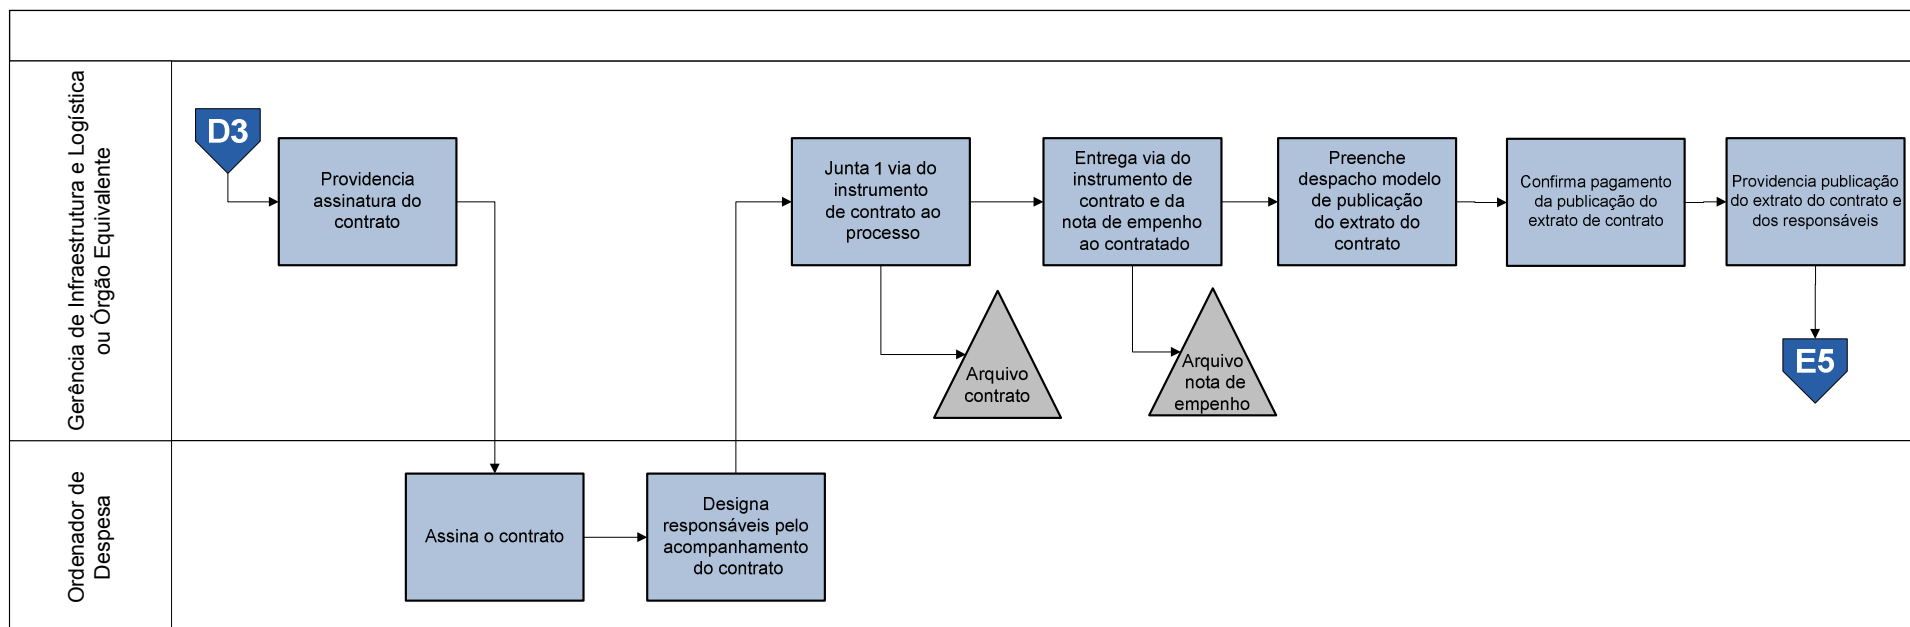 Gerência de Infraestrutura e Logística
ou Órgão Equivalente
D3
Providencia
assinatura do
contrato
Junta 1 via do
instrumento
de contrato ao
processo
Entrega via do
instrumento de
contrato e da
nota de empenho
ao contratado
Preenche
despacho modelo
de publicação
do extrato do
contrato
Confirma pagamento
da publicação do
extrato de contrato
Providencia publicação
do extrato do contrato e
dos responsáveis
Arquivo
contrato
Arquivo
nota de
empenho
E5
Ordenador de
Despesa
Assina o contrato
Designa
responsáveis pelo
acompanhamento
do contrato